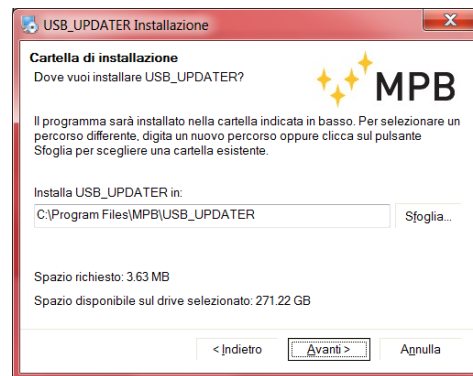 USB_UPDATER Installazione
Cartella di installazione
Dove vuoi installare USB_UPDATER?
MPB
Il programma sarà installato nella cartella indicata in basso. Per selezionare un
percorso differente, digita un nuovo percorso oppure clicca sul pulsante
Sfoglia per scegliere una cartella esistente.
Installa USB_UPDATER in:
C:\Program Files\MPB\USB_UPDATER
Sfoglia...
Spazio richiesto: 3.63 MB
Spazio disponibile sul drive selezionato: 271.22 GB
< Indietro Avanti > Annulla